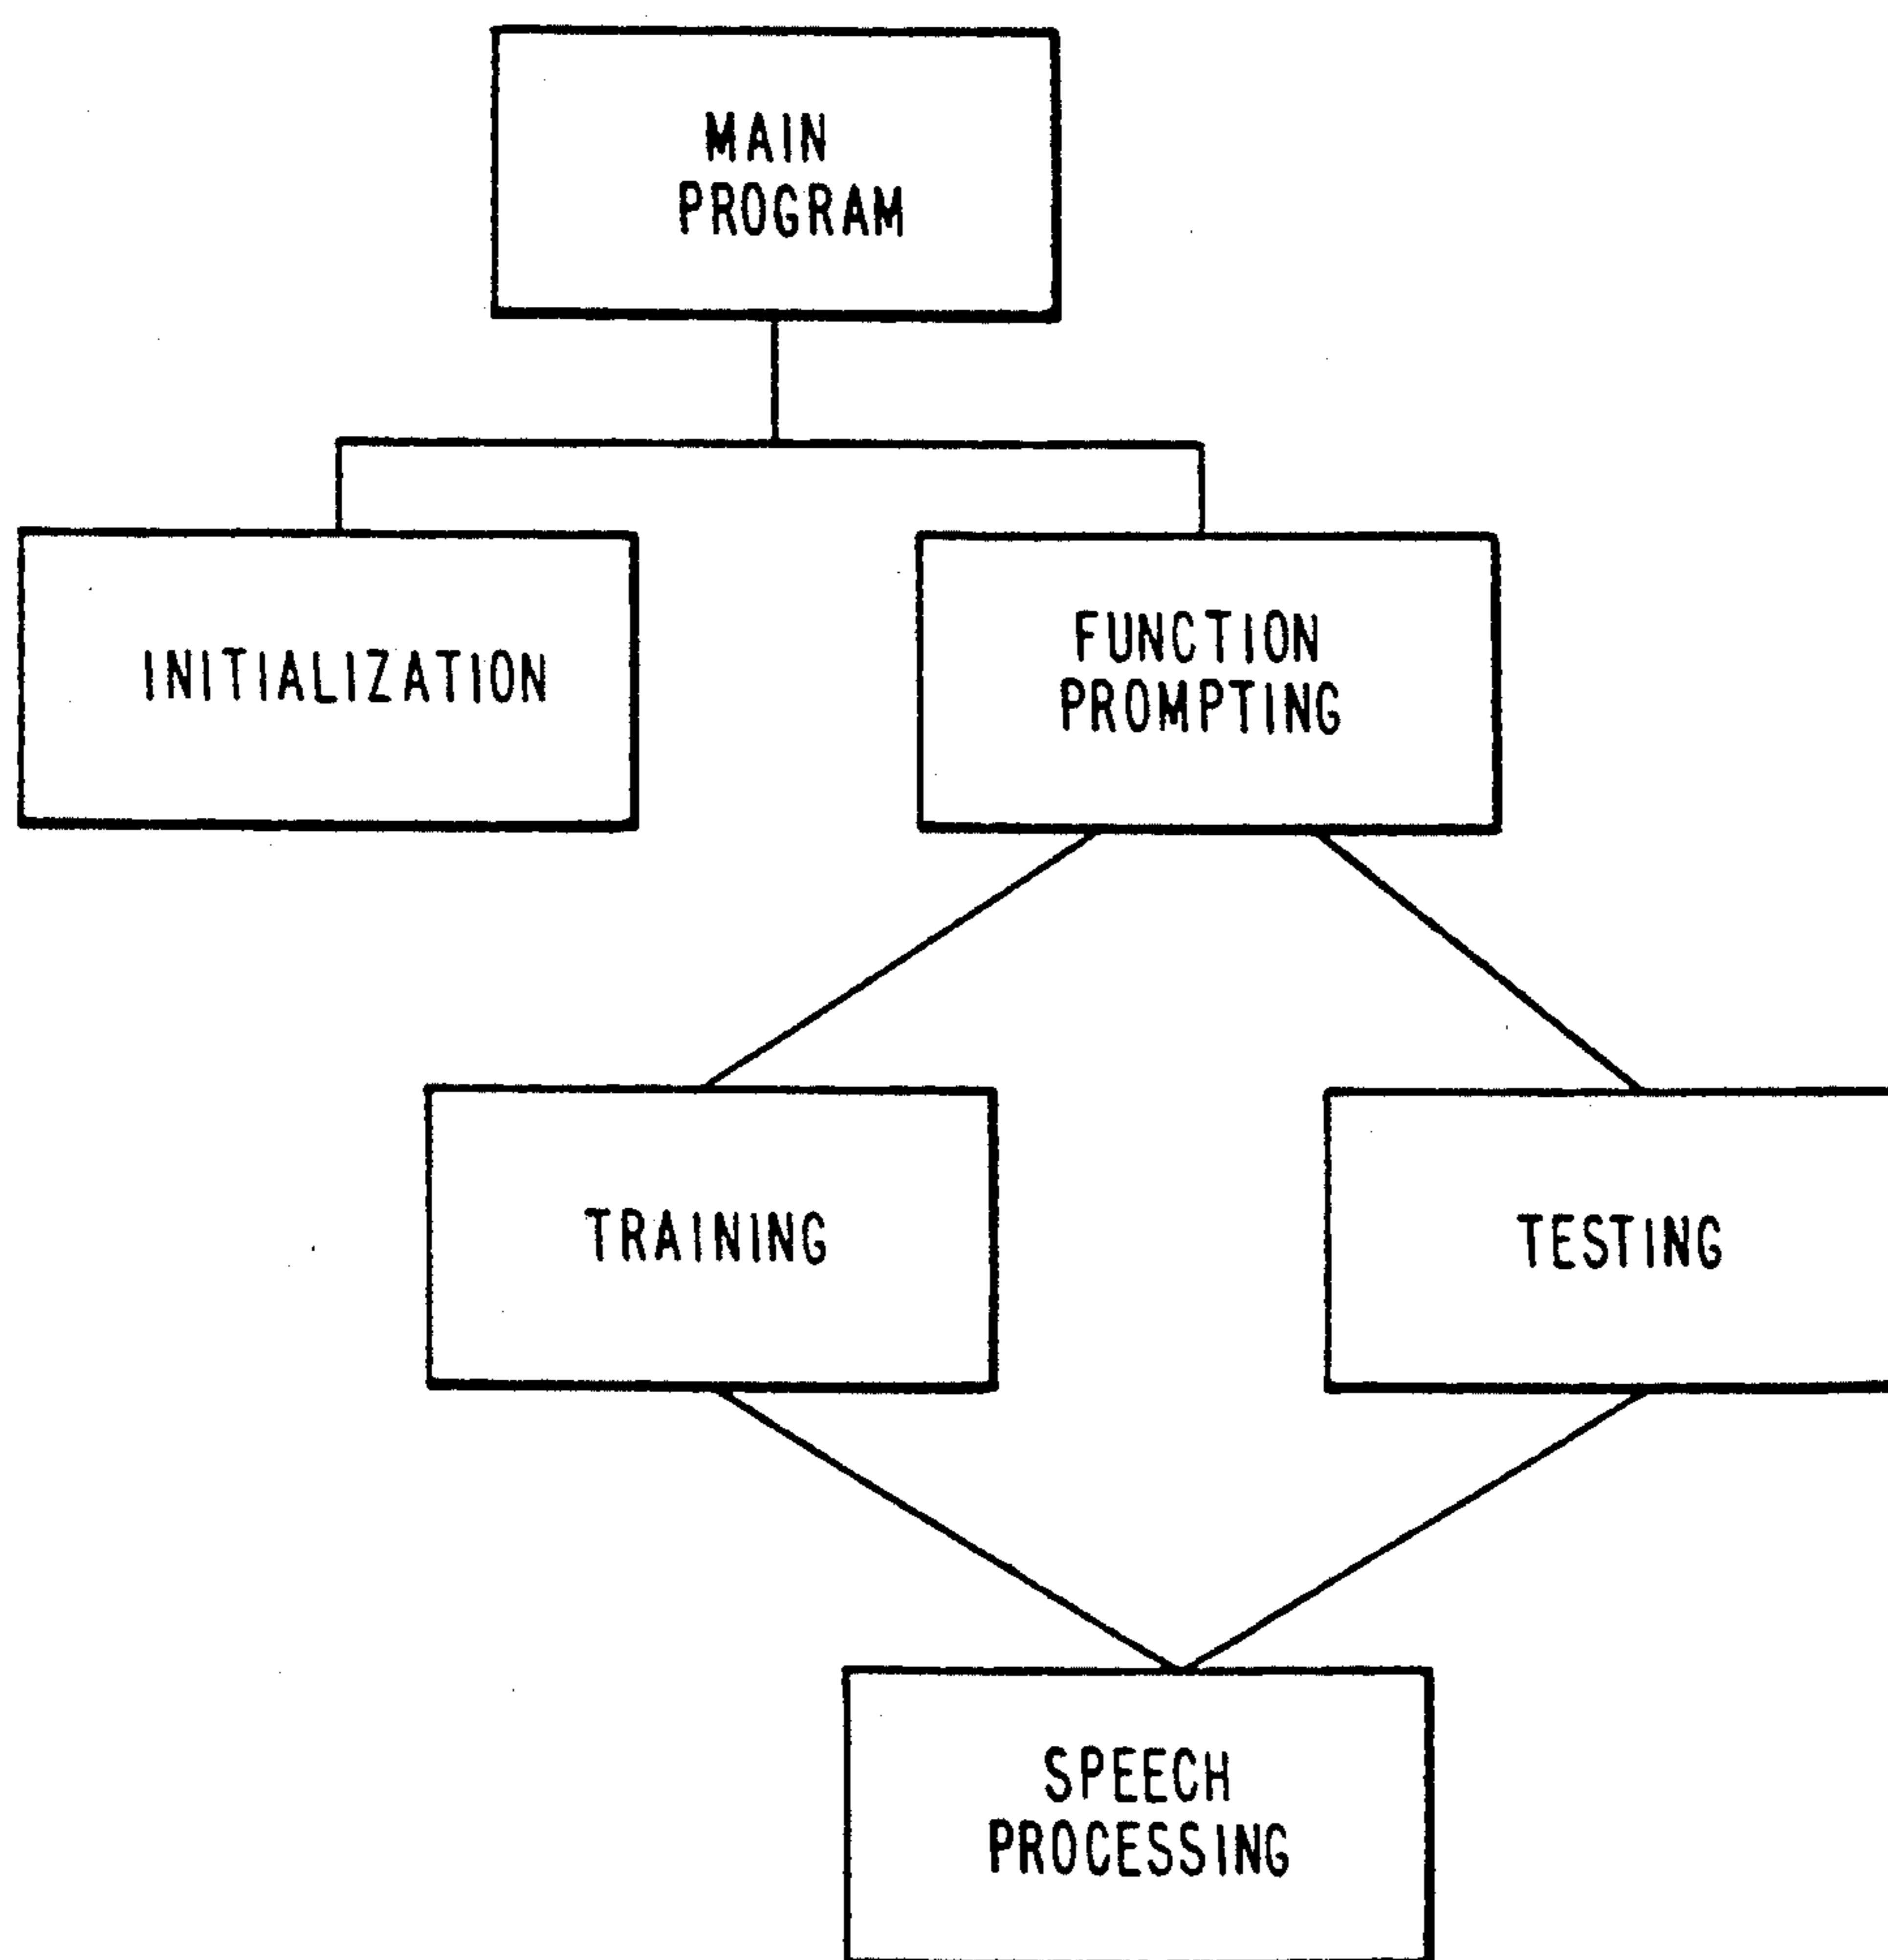 MAIN
PROGRAM
INITIALIZATION
FUNCTION
PROMPTING
TRAINING
TESTING
SPEECH
PROCESSING